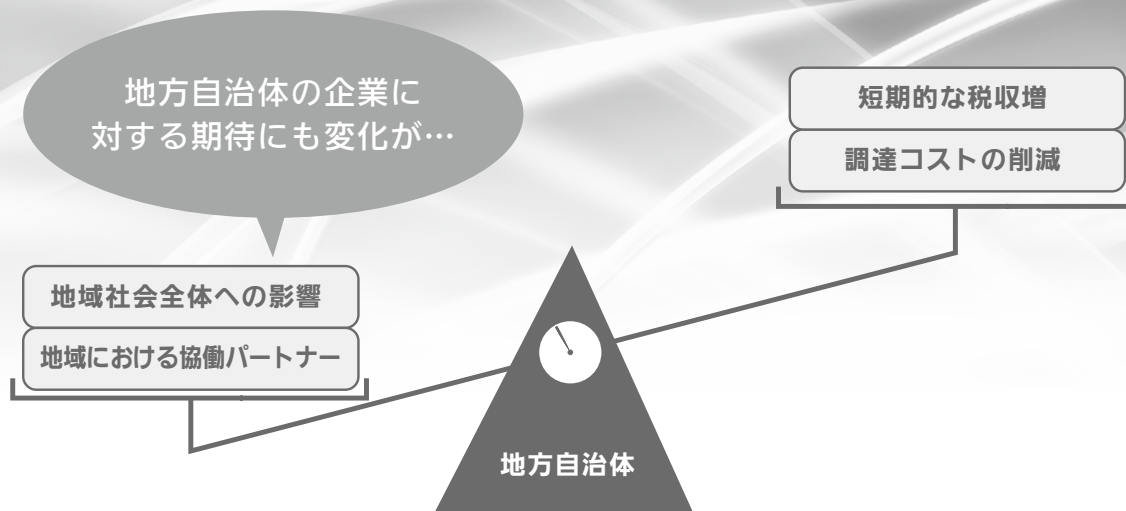 地方自治体の企業に
対する期待にも変化が…
短期的な税収増
調達コストの削減
地域社会全体への影響
地域における協働パートナー
地方自治体